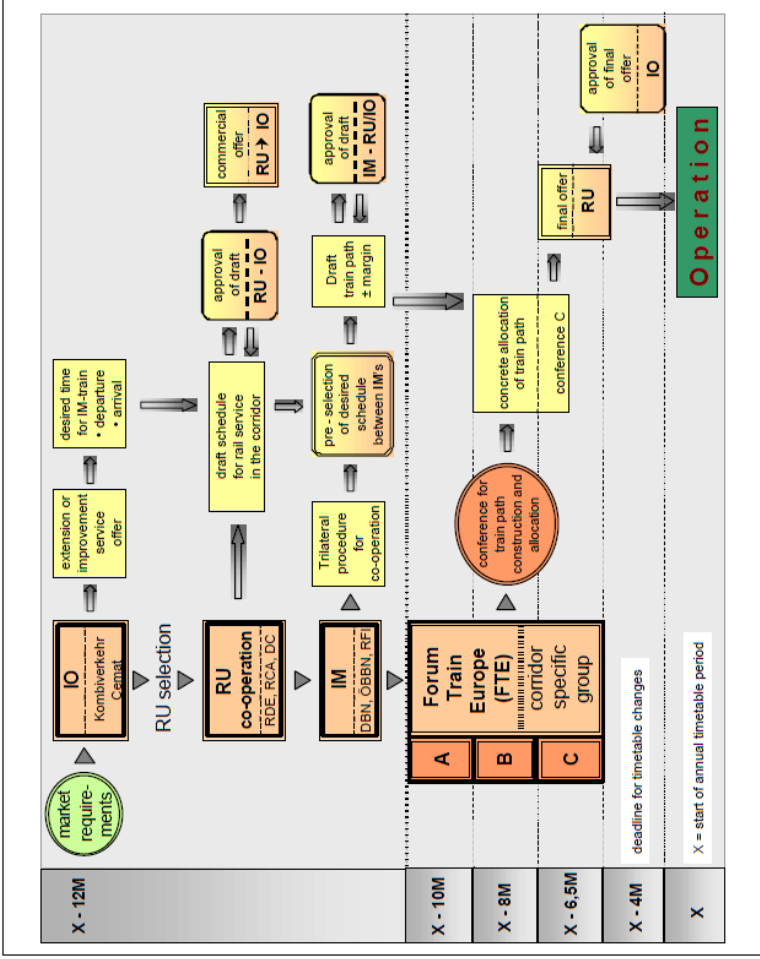 X - 12M
market
require-
ments
IO
Kombiverkehr
Cemat
extension or
improvement
service
offer
desired time
for IM-train
* departure
* arrival
RU selection
RU
co-operation
RDE, RCA, DC
draft schedule
for rail service
in the corridor
approval
of draft
RU - IO
commercial
offer
RU → IO
IM
DBN, ÖBBN, RFI
Trilateral
procedure
for
co-operation
pre - selection
of desired
schedule
between IM's
Draft
train path
± margin
approval
of draft
IM - RU/IO
X - 10M
X - 8M
X - 6,5M
A
B
C
Forum
Train
Europe
(FTE)
corridor
specific
group
conference for
train path
construction and
allocation
concrete allocation
of train path
conference C
final offer
RU
approval
of final
offer
IO
X - 4M
deadline for timetable changes
X
X = start of annual timetable period
Operation